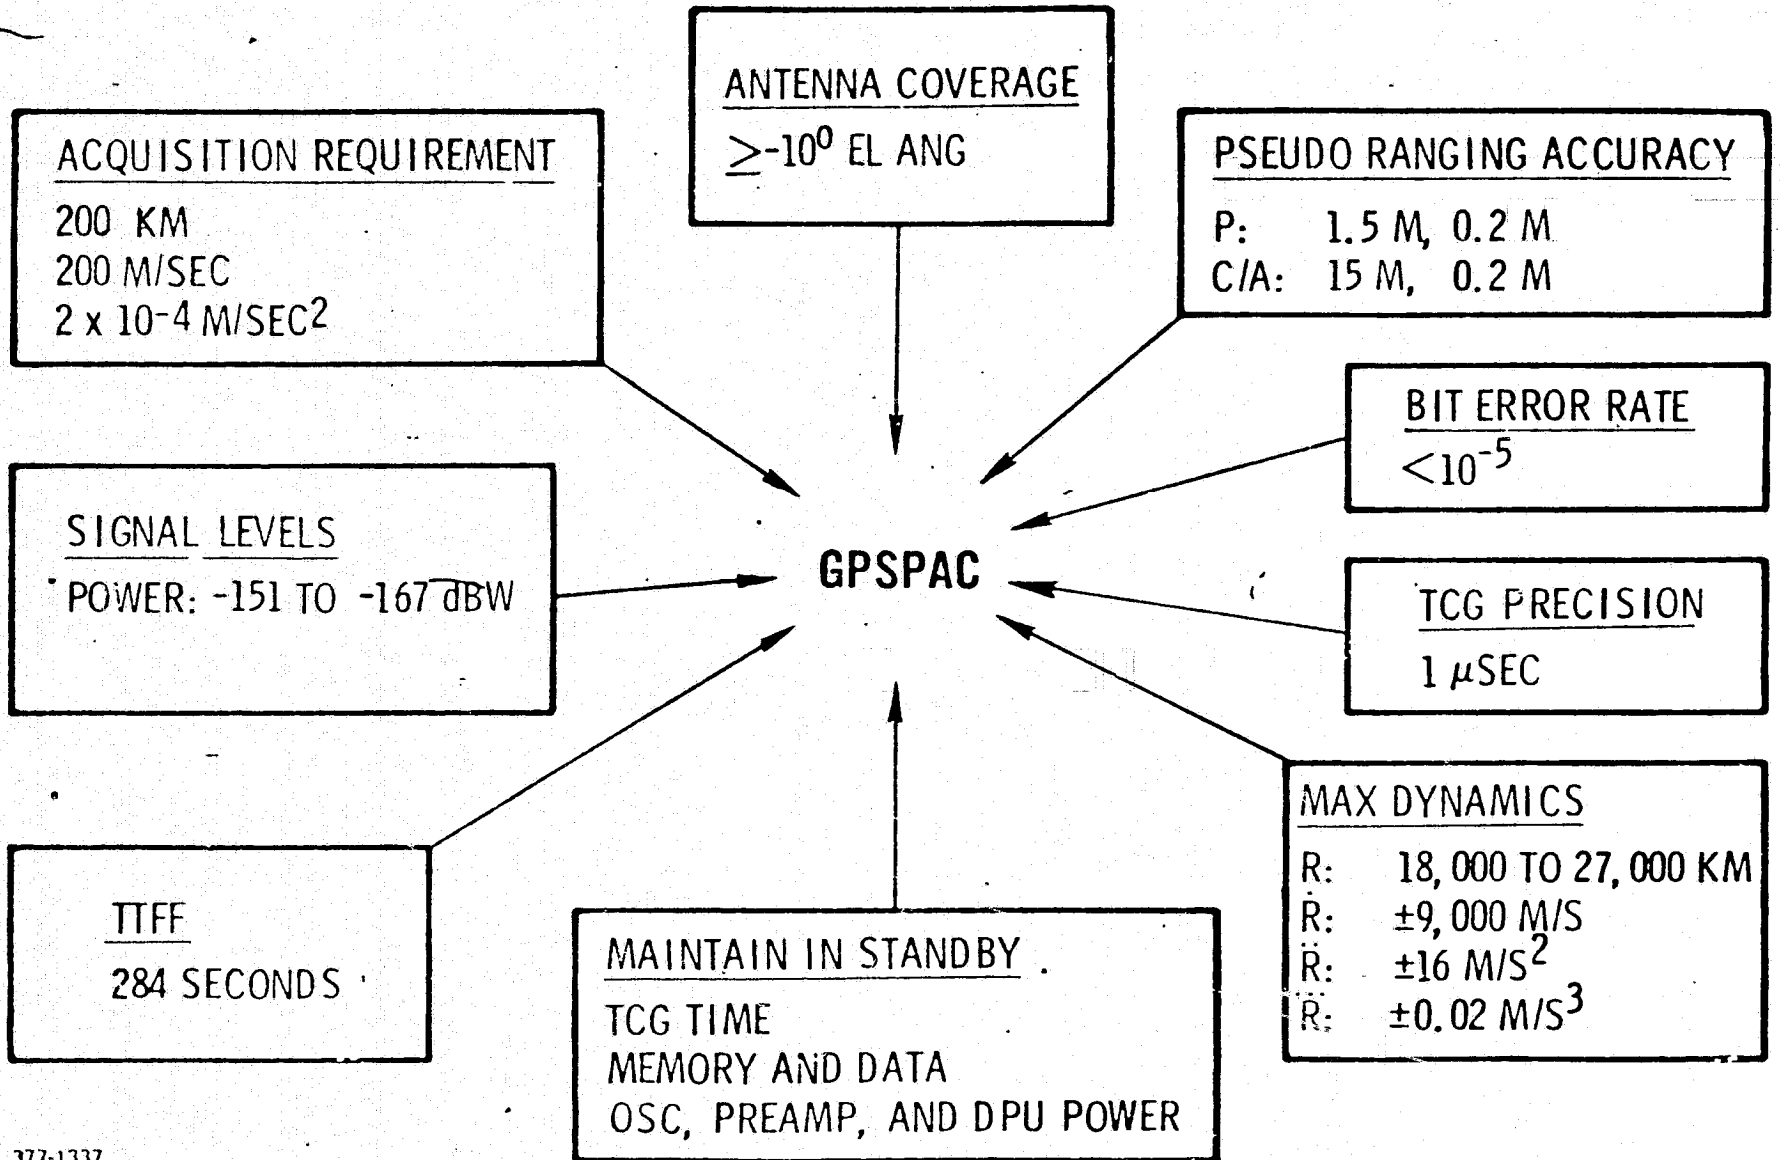 ANTENNA COVERAGE
≥-10⁰ EL ANG
ACQUISITION REQUIREMENT
200 KM
200 M/SEC
2 x 10⁻⁴ M/SEC²
PSEUDO RANGING ACCURACY
P: 1.5 M, 0.2 M
C/A: 15 M, 0.2 M
BIT ERROR RATE
<10⁻⁵
SIGNAL LEVELS
POWER: -151 TO -167 dBW
GPSPAC
TCG PRECISION
1 μSEC
MAX DYNAMICS
R: 18,000 TO 27,000 KM
Ṙ: ±9,000 M/S
R̈: ±16 M/S²
R⃛: ±0.02 M/S³
TTFF
284 SECONDS
MAINTAIN IN STANDBY
TCG TIME
MEMORY AND DATA
OSC, PREAMP, AND DPU POWER
377-1337